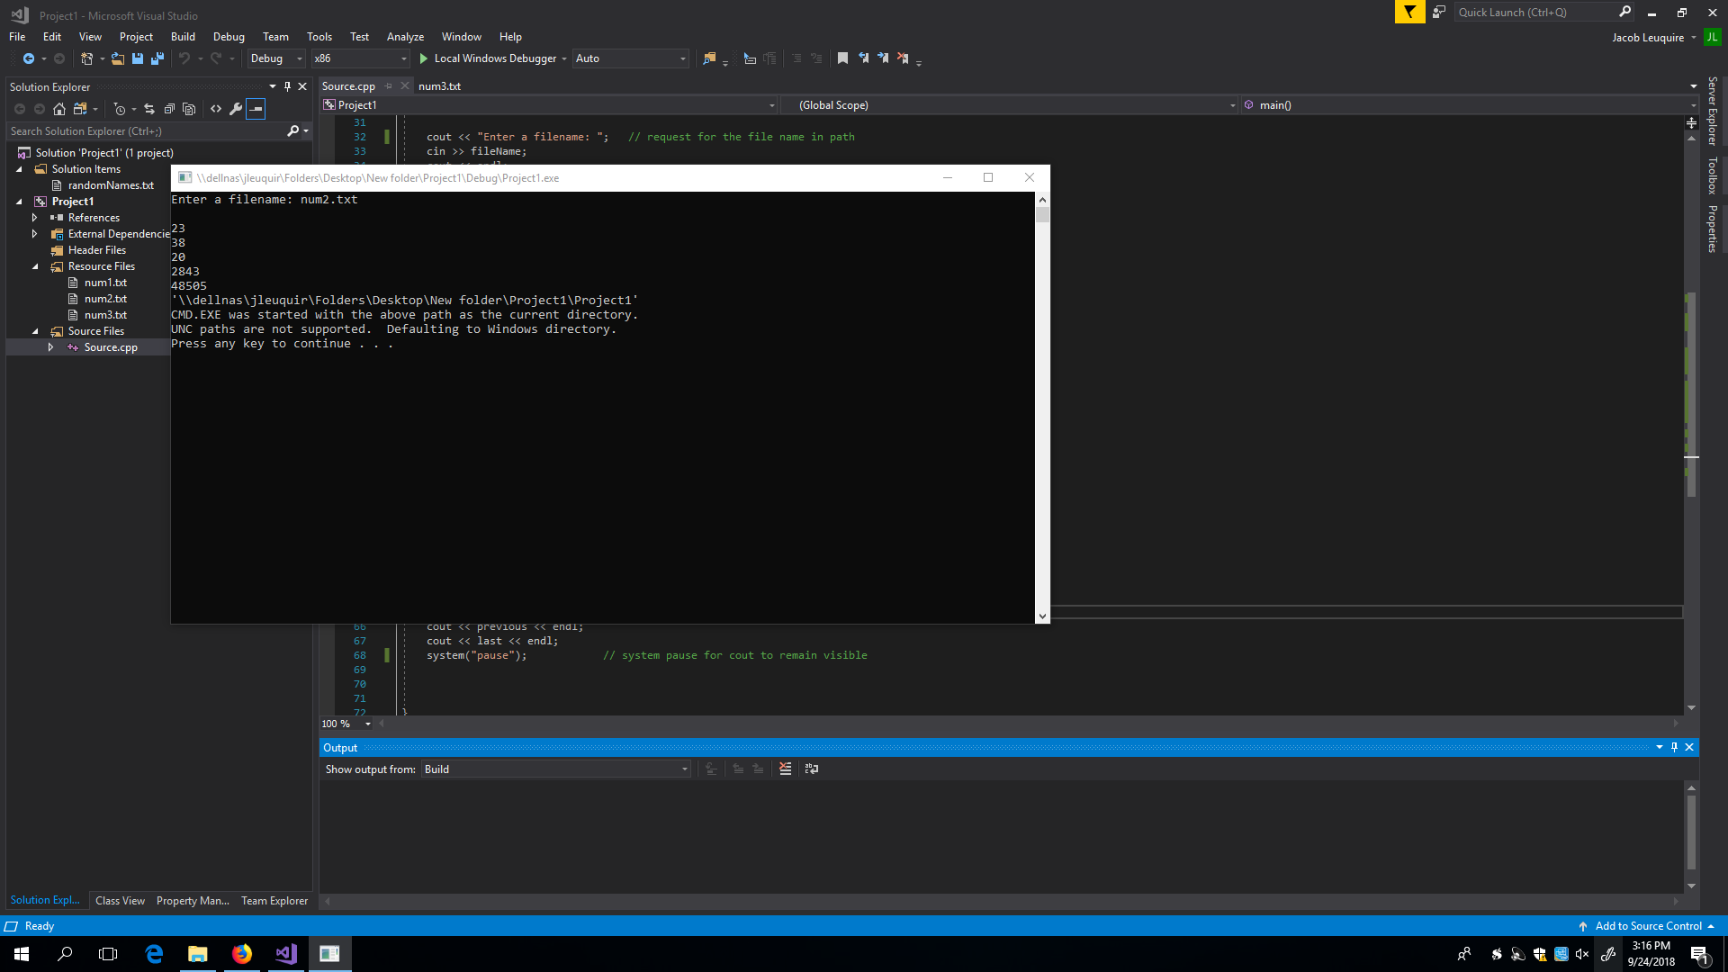 Project1 - Microsoft Visual Studio
Quick Launch (Ctrl+Q)
File Edit View Project Build Debug Team Tools Test Analyze Window Help
Jacob Leuquire
JL
Debug x86 Local Windows Debugger Auto
Solution Explorer
Search Solution Explorer (Ctrl+;)
Solution 'Project1' (1 project)
Solution Items
randomNames.txt
Project1
References
External Dependencie
Header Files
Resource Files
num1.txt
num2.txt
num3.txt
Source Files
Source.cpp
Source.cpp num3.txt
Project1 (Global Scope) main()
31
32 cout << "Enter a filename: "; // request for the file name in path
33 cin >> fileName;
\\dellnas\jleuquir\Folders\Desktop\New folder\Project1\Debug\Project1.exe
Enter a filename: num2.txt
23
38
20
2843
48505
'\\dellnas\jleuquir\Folders\Desktop\New folder\Project1\Project1'
CMD.EXE was started with the above path as the current directory.
UNC paths are not supported.  Defaulting to Windows directory.
Press any key to continue . . .
66 cout << previous << endl;
67 cout << last << endl;
68 system("pause"); // system pause for cout to remain visible
69
70
71
72 }
100 %
Output
Show output from: Build
Server Explorer
Toolbox
Properties
Solution Expl... Class View Property Man... Team Explorer
Ready
Add to Source Control
3:16 PM
9/24/2018
1